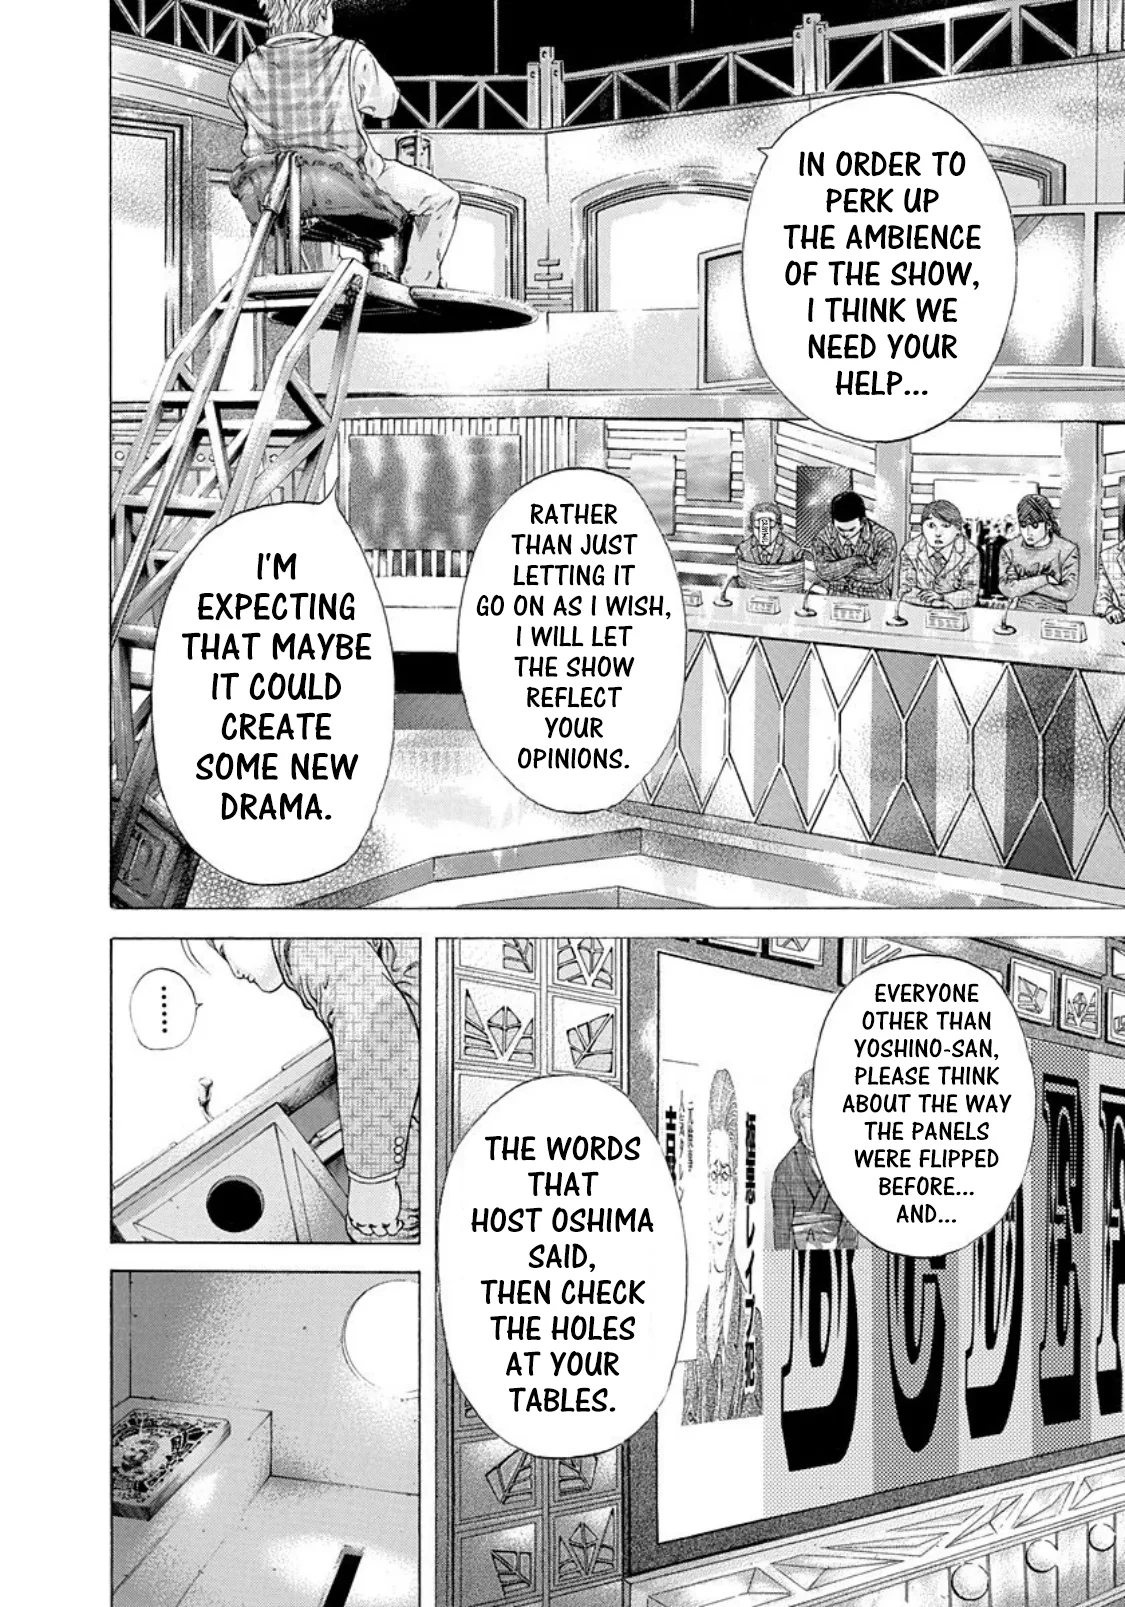 IN ORDER TO
PERK UP
THE AMBIENCE
OF THE SHOW,
I THINK WE
NEED YOUR
HELP...
RATHER
THAN JUST
LETTING IT
GO ON AS I WISH,
I WILL LET
THE SHOW
REFLECT
YOUR
OPINIONS.
I'M
EXPECTING
THAT MAYBE
IT COULD
CREATE
SOME NEW
DRAMA.
EVERYONE
OTHER THAN
YOSHINO-SAN,
PLEASE THINK
ABOUT THE WAY
THE PANELS
WERE FLIPPED
BEFORE...
AND...
THE WORDS
THAT
HOST OSHIMA
SAID,
THEN CHECK
THE HOLES
AT YOUR
TABLES.
......
B C D E F